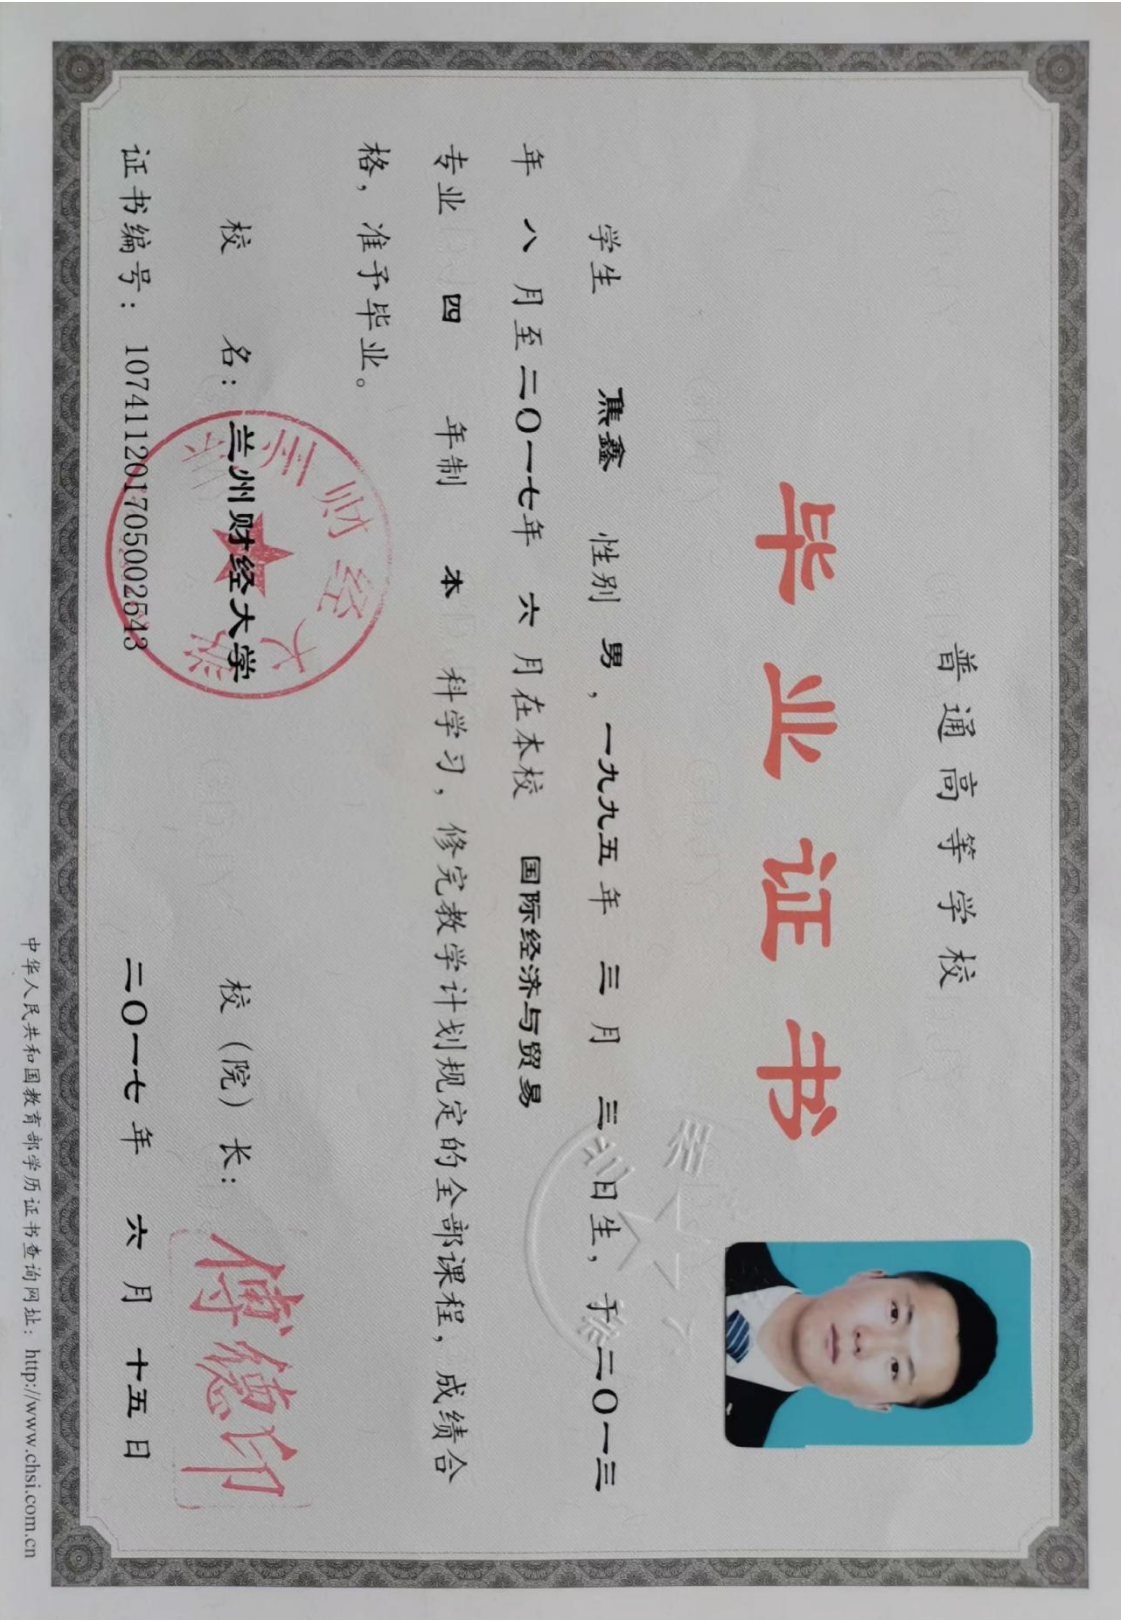 普通高等学校
毕业证书
学生 焦鑫 性别 男，一九九五年 三 月 三 日生，于二〇一三
年 八 月至二〇一七年 六 月在本校 国际经济与贸易
专业 四 年制 本 科学习，修完教学计划规定的全部课程，成绩合
格，准予毕业。
校 名：兰州财经大学 校（院）长：
傅德印
兰州财经大学
证书编号：107411201705002543 二〇一七年 六 月 十五 日
中华人民共和国教育部学历证书查询网址：http://www.chsi.com.cn